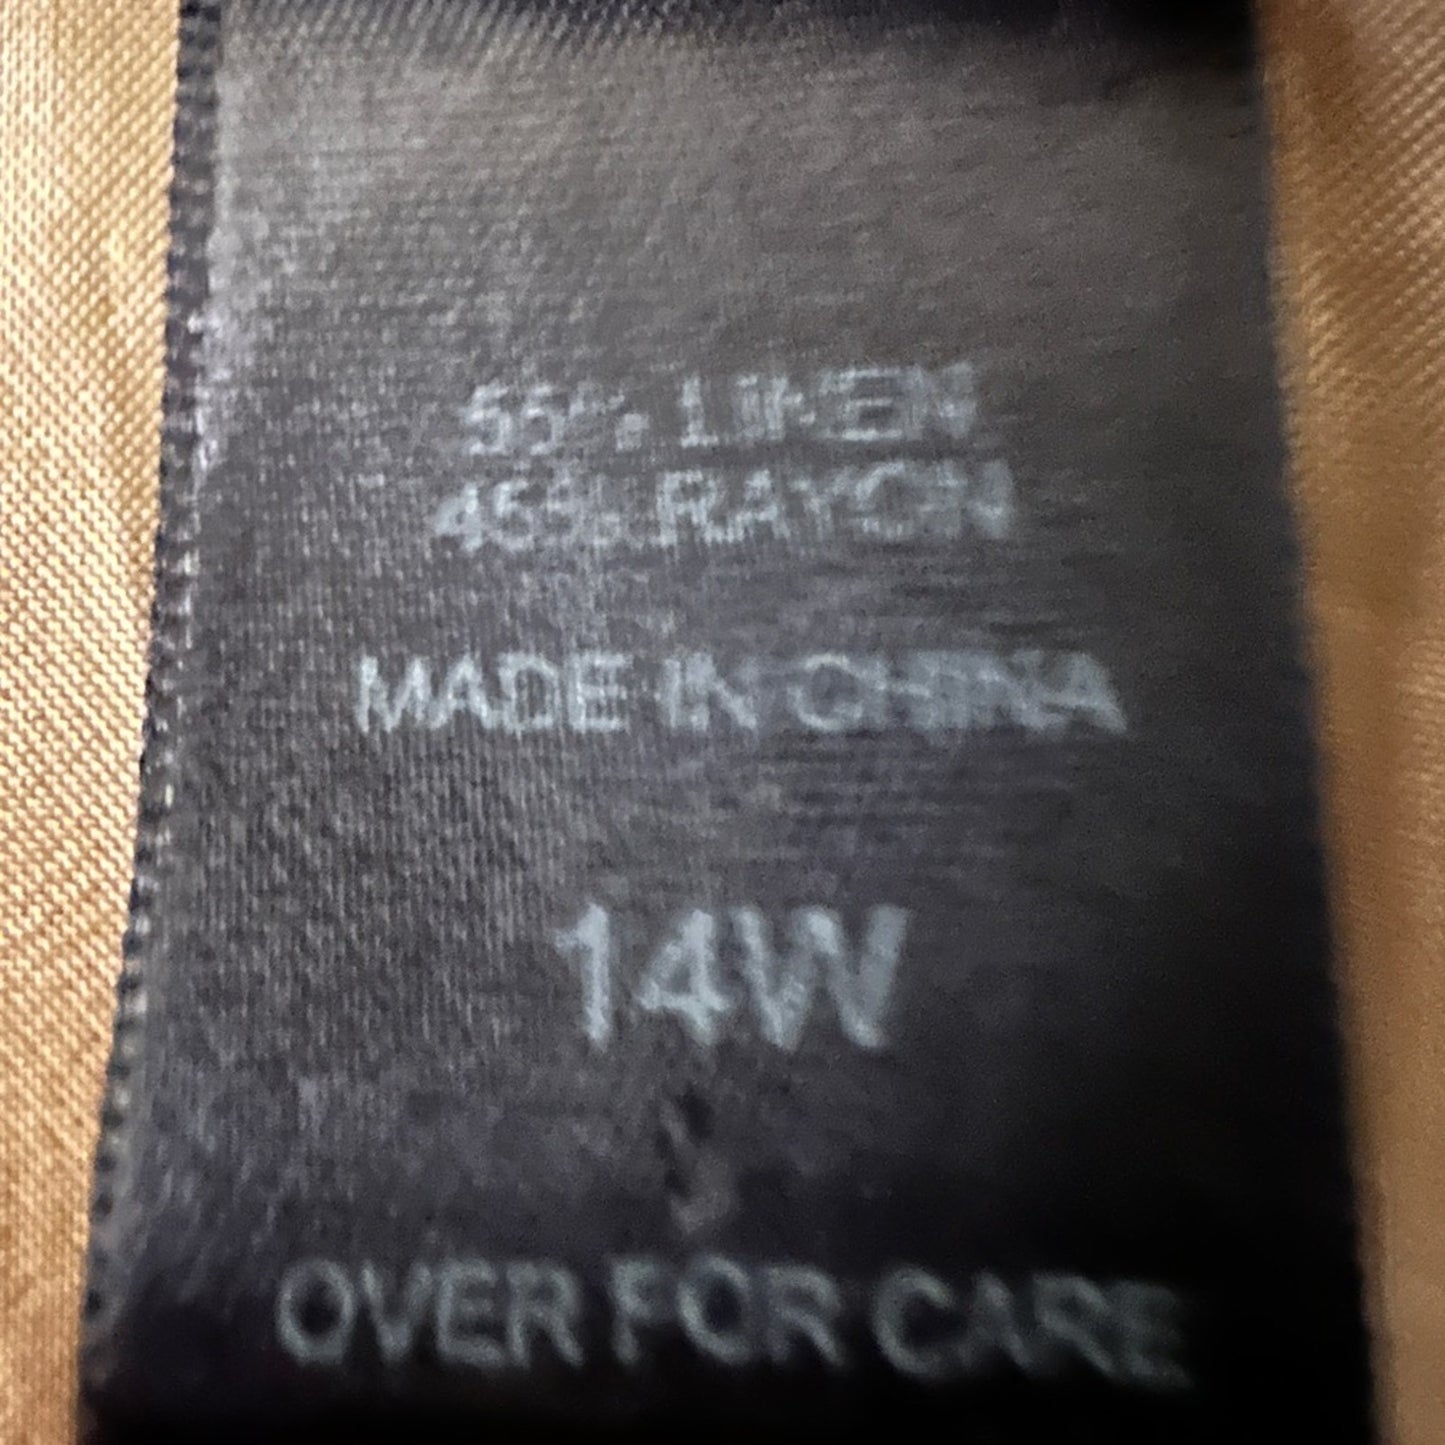 55% LINEN
45% RAYON
MADE IN CHINA
14W
OVER FOR CARE